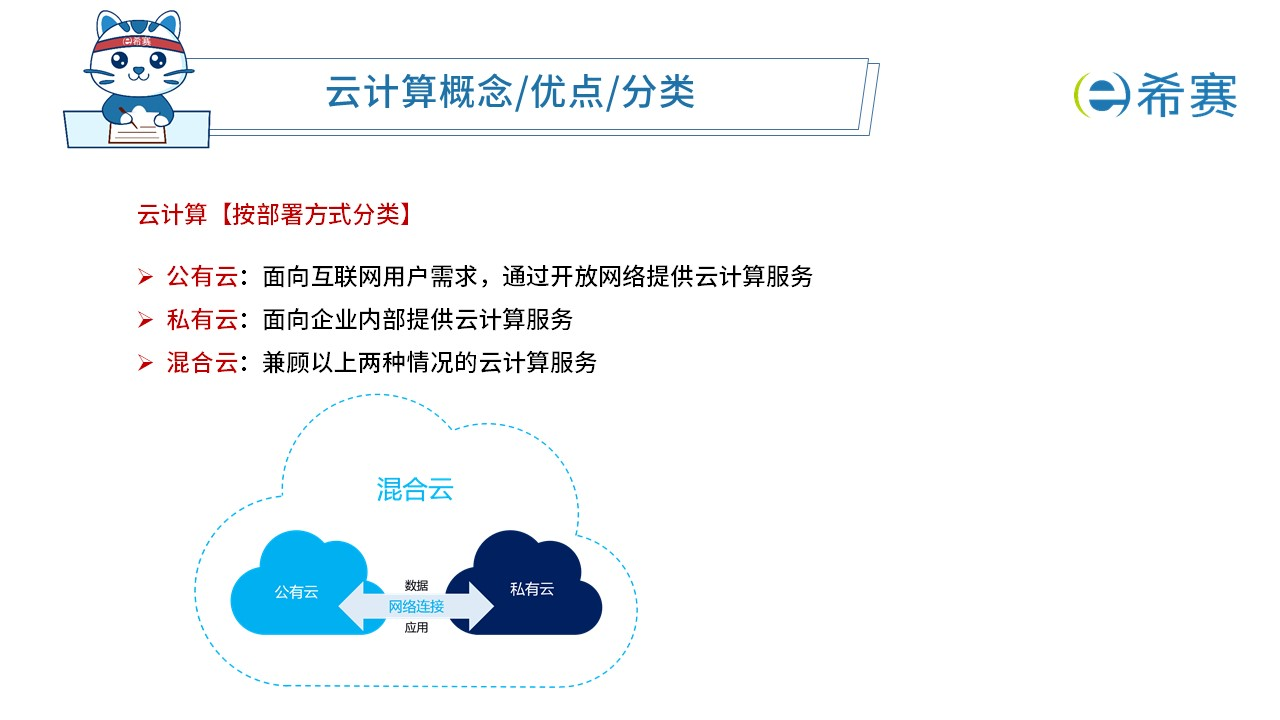 希赛
云计算概念/优点/分类
希赛
云计算【按部署方式分类】
➢ 公有云：面向互联网用户需求，通过开放网络提供云计算服务
➢ 私有云：面向企业内部提供云计算服务
➢ 混合云：兼顾以上两种情况的云计算服务
混合云
公有云
数据
网络连接
应用
私有云